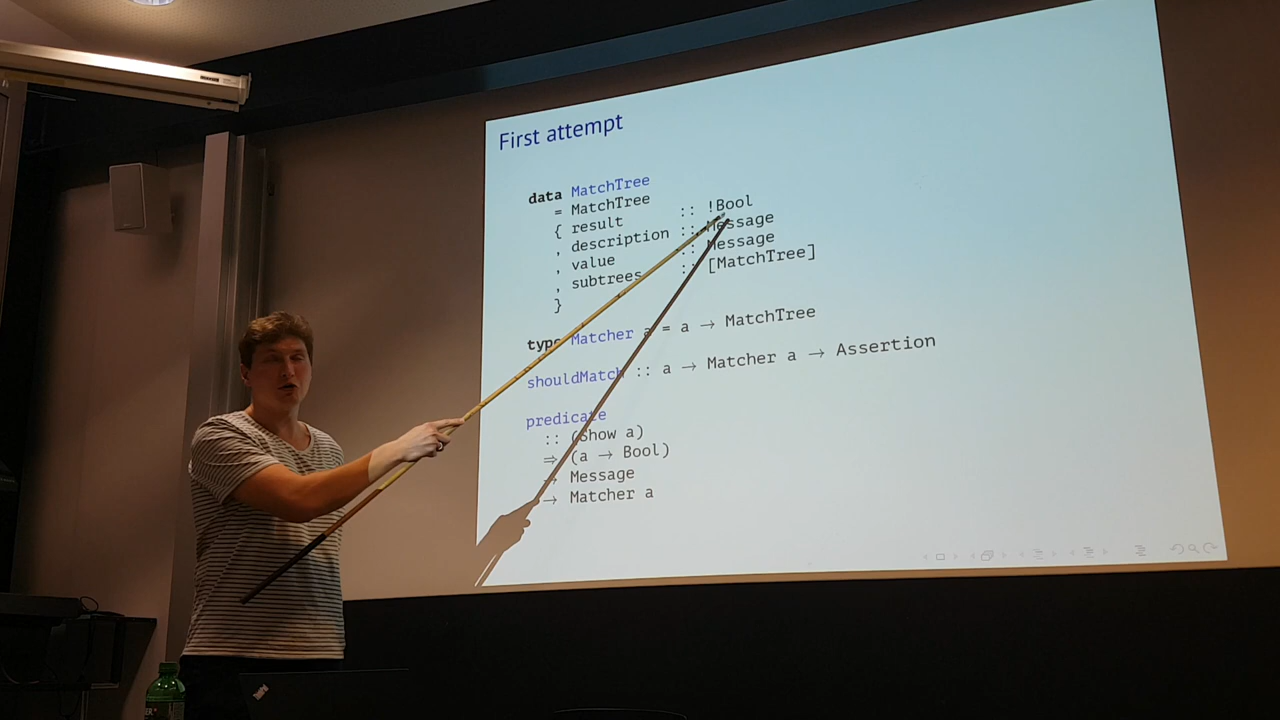 First attempt
data MatchTree
= MatchTree
{ result :: !Bool
, description :: Message
, value :: Message
, subtrees :: [MatchTree]
}
type Matcher a = a → MatchTree
shouldMatch :: a → Matcher a → Assertion
predicate
:: (Show a)
⇒ (a → Bool)
→ Message
→ Matcher a